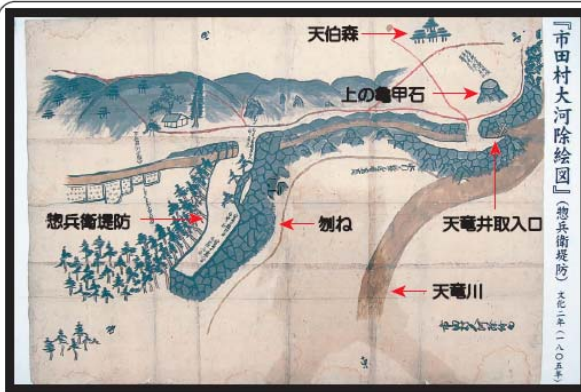 『市田村大河除絵図』(惣兵衛堤防) 文化二年(一八〇五年)
天伯森
上の亀甲石
天竜井取入口
惣兵衛堤防
刎ね
天竜川